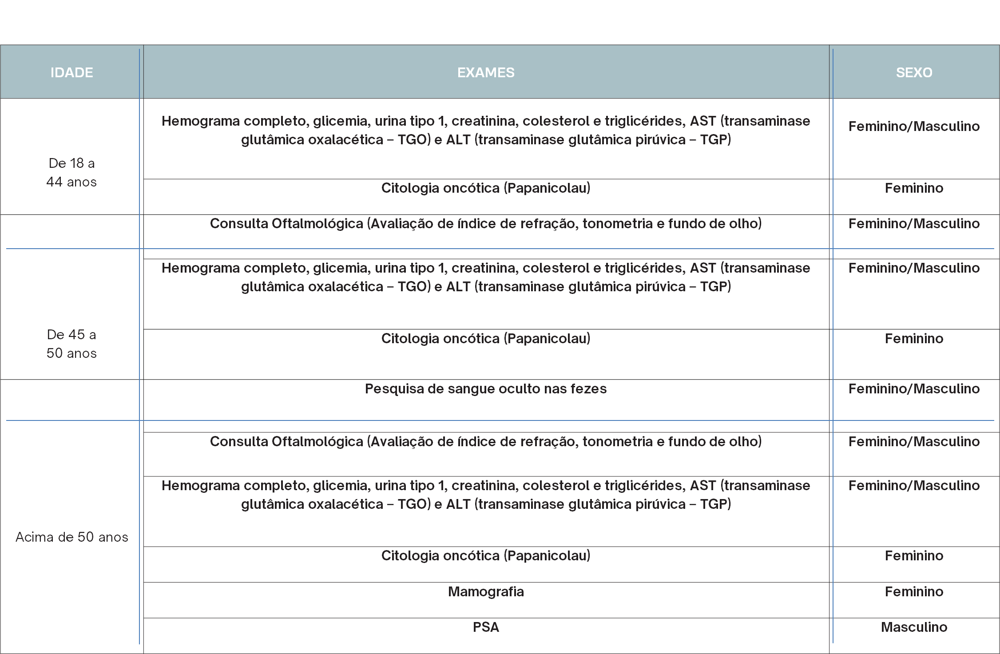 IDADE EXAMES SEXO
Hemograma completo, glicemia, urina tipo 1, creatinina, colesterol e triglicérides, AST (transaminase
glutâmica oxalacética – TGO) e ALT (transaminase glutâmica pirúvica – TGP)
Feminino/Masculino
De 18 a
44 anos
Citologia oncótica (Papanicolau) Feminino
Consulta Oftalmológica (Avaliação de índice de refração, tonometria e fundo de olho) Feminino/Masculino
Hemograma completo, glicemia, urina tipo 1, creatinina, colesterol e triglicérides, AST (transaminase
glutâmica oxalacética – TGO) e ALT (transaminase glutâmica pirúvica – TGP)
Feminino/Masculino
De 45 a
50 anos
Citologia oncótica (Papanicolau) Feminino
Pesquisa de sangue oculto nas fezes Feminino/Masculino
Consulta Oftalmológica (Avaliação de índice de refração, tonometria e fundo de olho) Feminino/Masculino
Hemograma completo, glicemia, urina tipo 1, creatinina, colesterol e triglicérides, AST (transaminase
glutâmica oxalacética – TGO) e ALT (transaminase glutâmica pirúvica – TGP)
Feminino/Masculino
Acima de 50 anos
Citologia oncótica (Papanicolau) Feminino
Mamografia Feminino
PSA Masculino